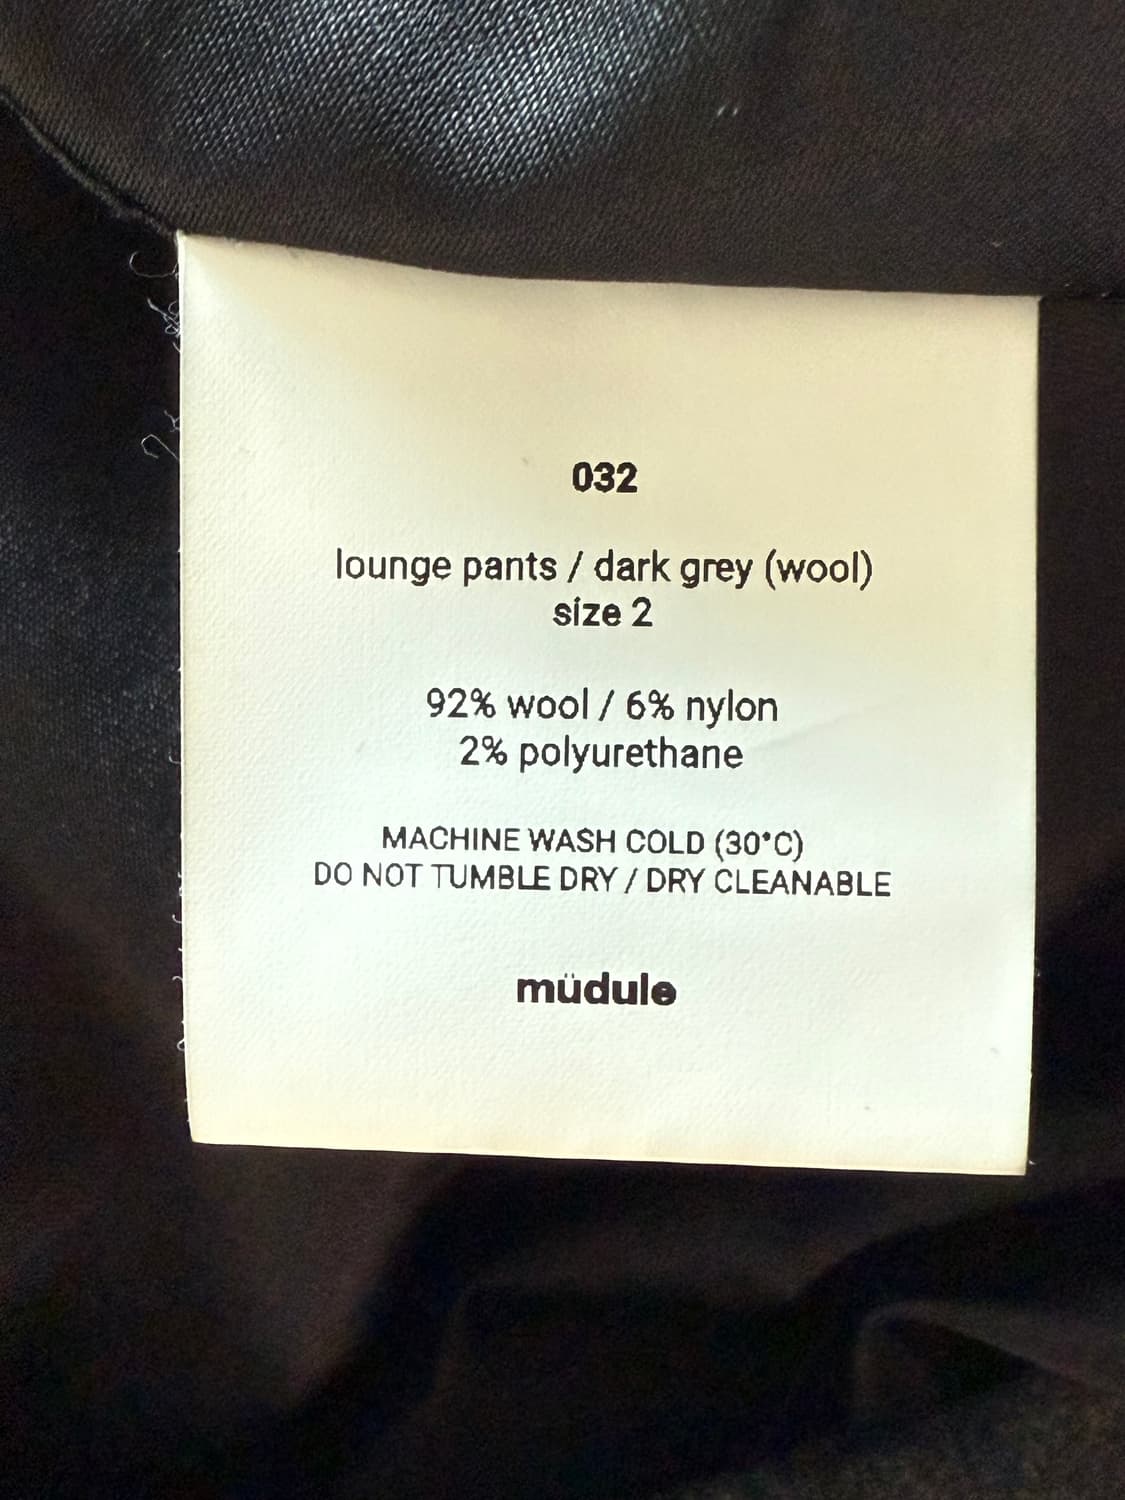 032
lounge pants / dark grey (wool)
size 2
92% wool / 6% nylon
2% polyurethane
MACHINE WASH COLD (30°C)
DO NOT TUMBLE DRY / DRY CLEANABLE
müdule